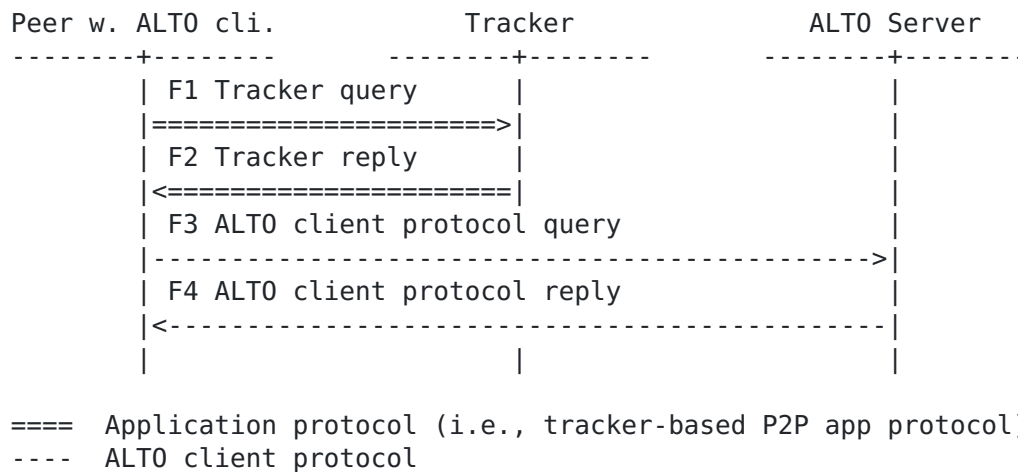 Peer w. ALTO cli.            Tracker                 ALTO Server
--------+--------       --------+--------       --------+--------
        | F1 Tracker query      |                       |
        |======================>|                       |
        | F2 Tracker reply      |                       |
        |<======================|                       |
        | F3 ALTO client protocol query                 |
        |---------------------------------------------->|
        | F4 ALTO client protocol reply                 |
        |<----------------------------------------------|
        |                       |                       |
====  Application protocol (i.e., tracker-based P2P app protocol)
----  ALTO client protocol